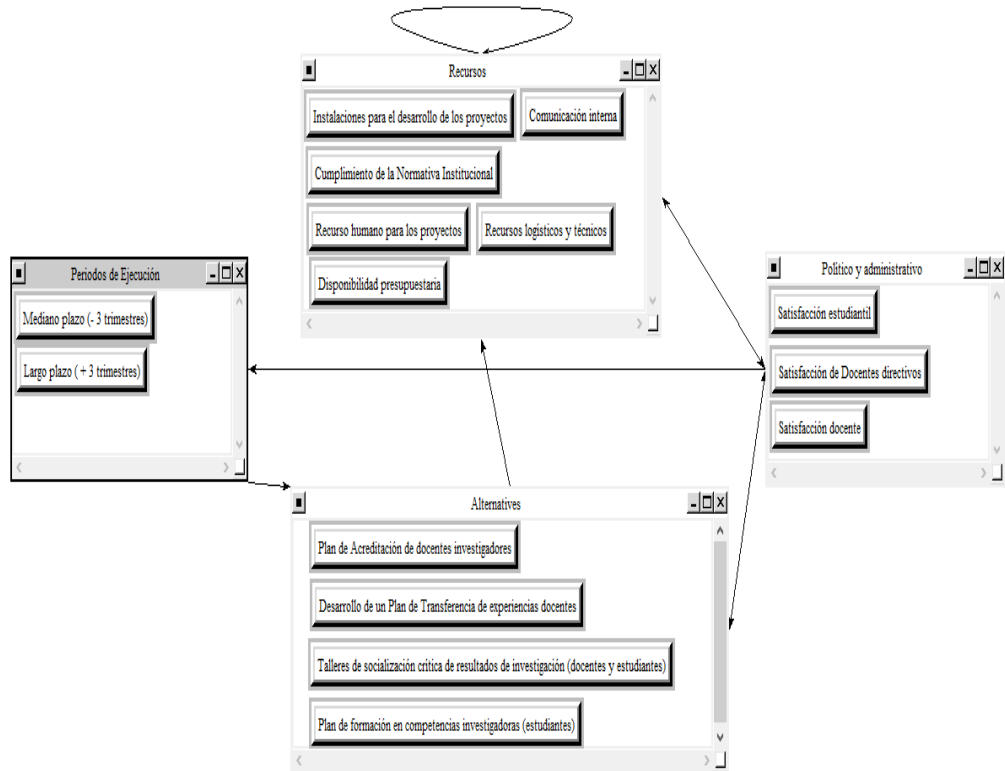 Recursos
Instalaciones para el desarrollo de los proyectos
Comunicación interna
Cumplimiento de la Normativa Institucional
Recurso humano para los proyectos
Recursos logísticos y técnicos
Disponibilidad presupuestaria
Periodos de Ejecución
Mediano plazo (- 3 trimestres)
Largo plazo ( + 3 trimestres)
Político y administrativo
Satisfacción estudiantil
Satisfacción de Docentes directivos
Satisfacción docente
Alternatives
Plan de Acreditación de docentes investigadores
Desarrollo de un Plan de Transferencia de experiencias docentes
Talleres de socialización critica de resultados de investigación (docentes y estudiantes)
Plan de formación en competencias investigadoras (estudiantes)